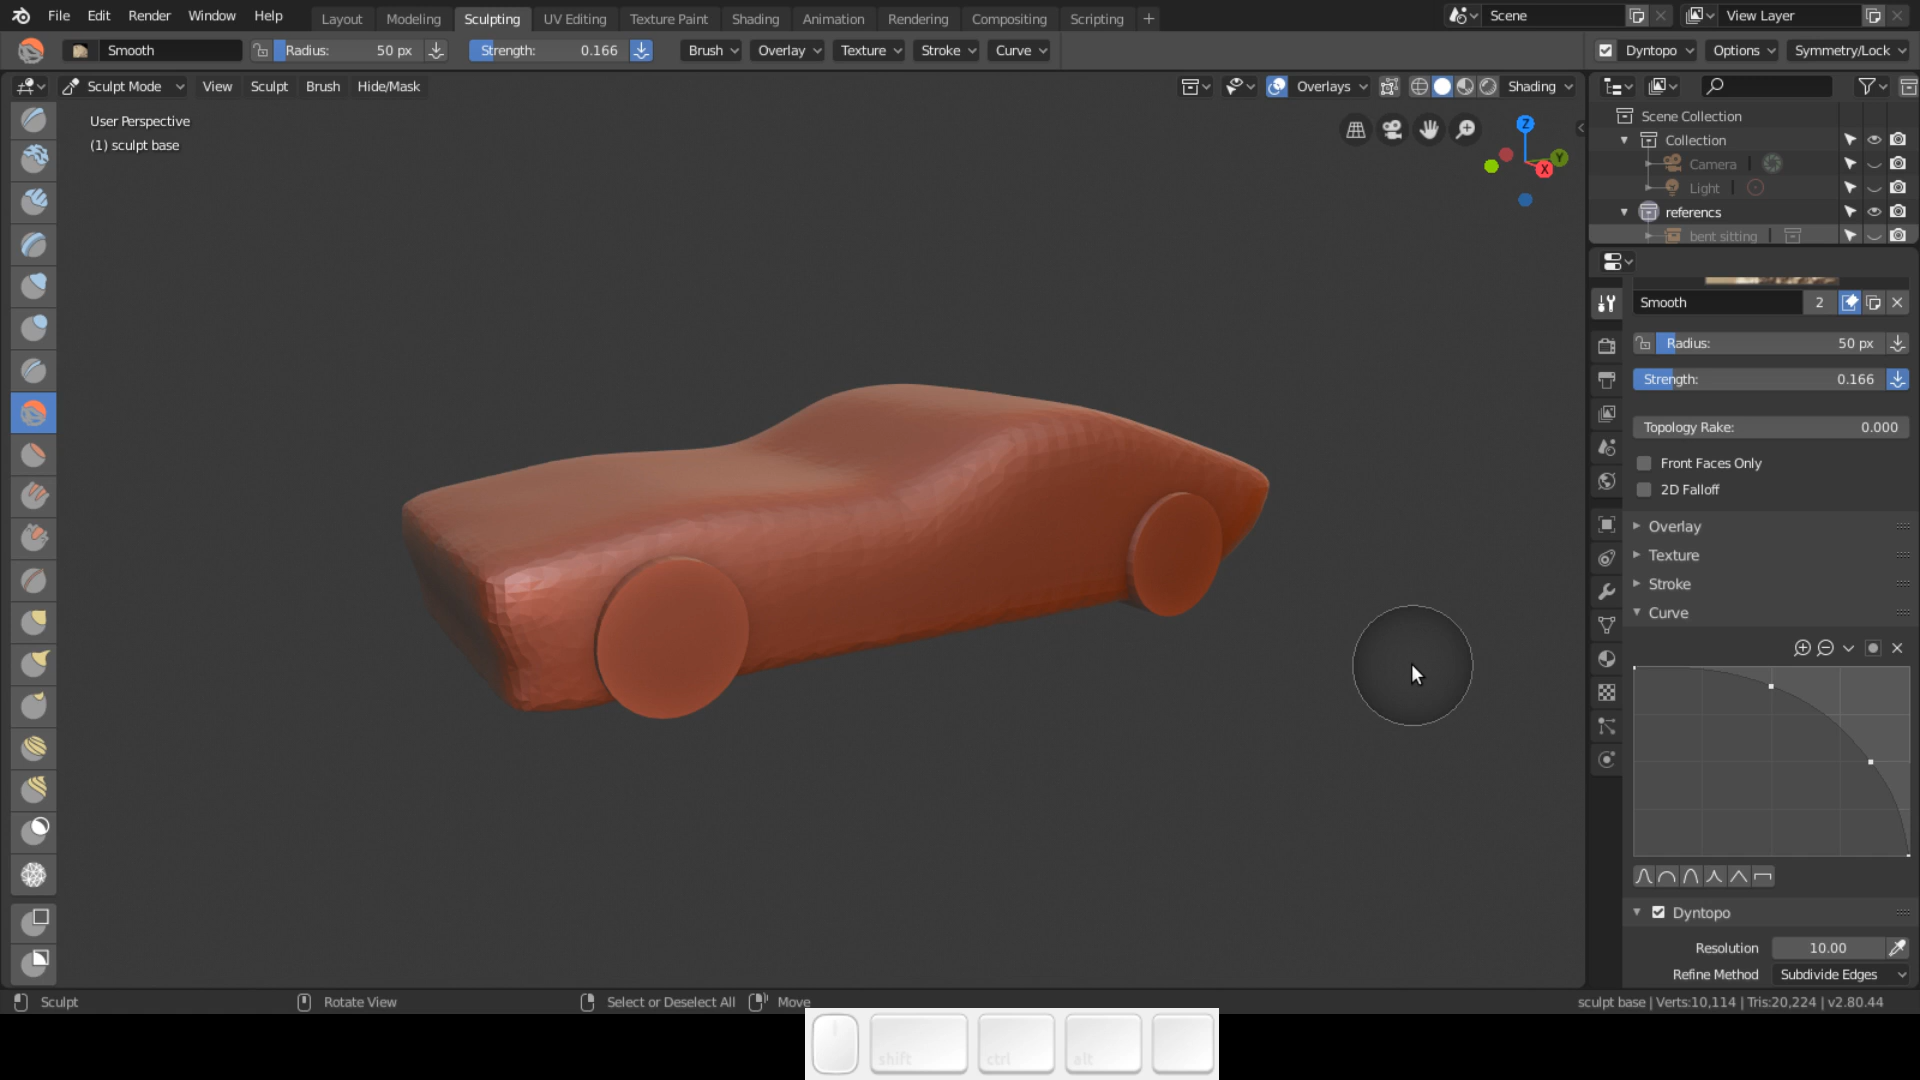 File Edit Render Window Help
Layout Modeling Sculpting UV Editing Texture Paint Shading Animation Rendering Compositing Scripting +
Scene
View Layer
Smooth
Radius: 50 px
Strength: 0.166
Brush Overlay Texture Stroke Curve
Dyntopo Options Symmetry/Lock
Sculpt Mode View Sculpt Brush Hide/Mask
Overlays Shading
User Perspective
(1) sculpt base
Z
Y
X
Scene Collection
Collection
Camera
Light
referencs
bent sitting
Smooth 2
Radius: 50 px
Strength: 0.166
Topology Rake: 0.000
Front Faces Only
2D Falloff
Overlay
Texture
Stroke
Curve
Dyntopo
Resolution 10.00
Refine Method Subdivide Edges
Sculpt Rotate View Select or Deselect All Move
sculpt base | Verts:10,114 | Tris:20,224 | v2.80.44
shift ctrl alt